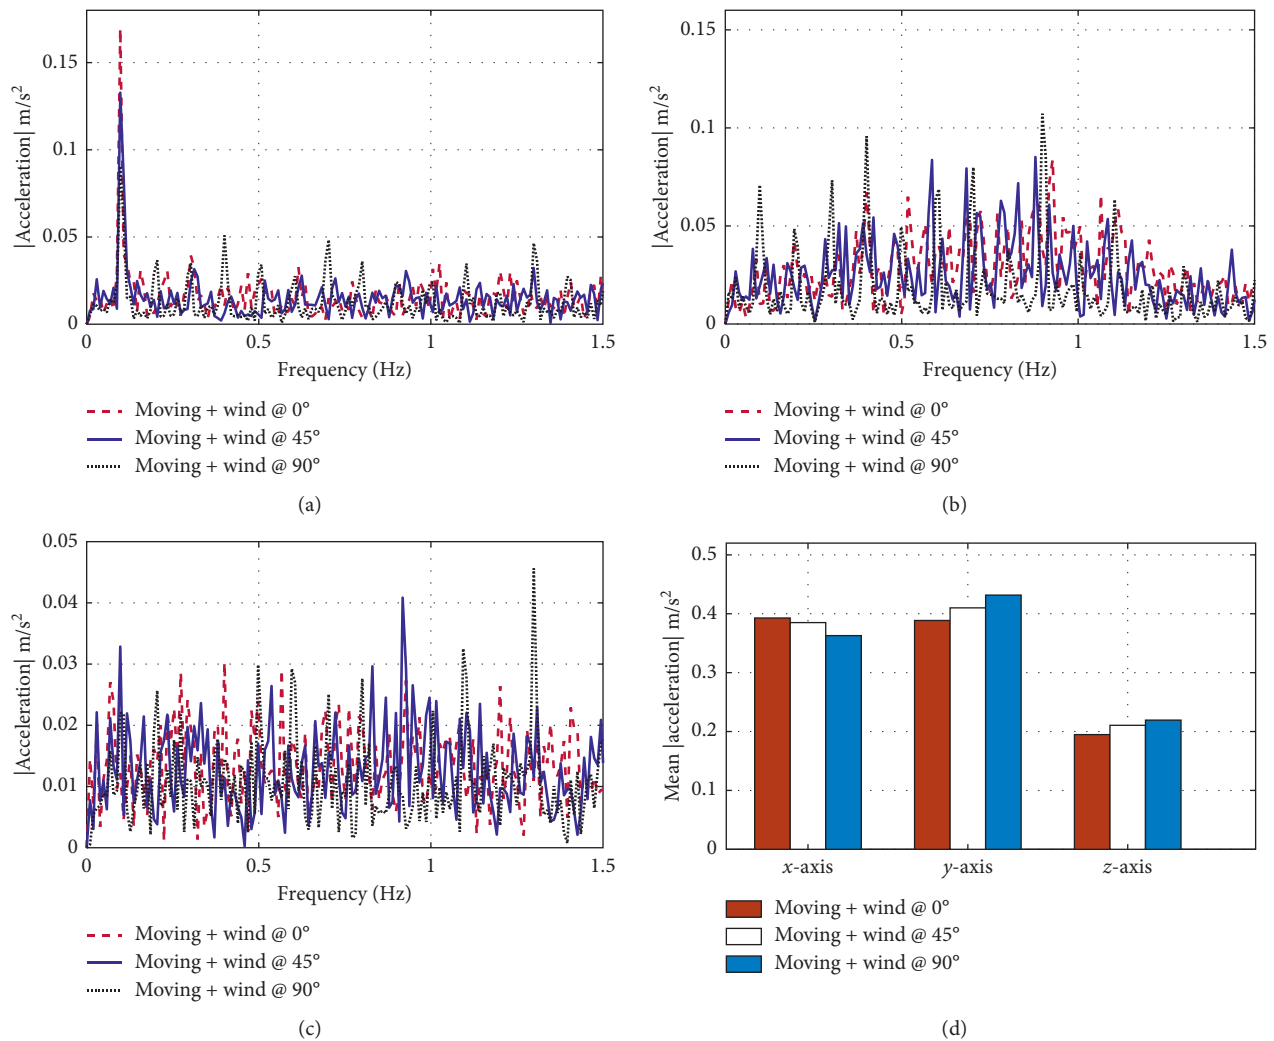 0.15
0.1
0.05
0
0 0.5 1 1.5
|Acceleration| m/s²
Frequency (Hz)
Moving + wind @ 0°
Moving + wind @ 45°
Moving + wind @ 90°
(a)
0.15
0.1
0.05
0
0 0.5 1 1.5
|Acceleration| m/s²
Frequency (Hz)
Moving + wind @ 0°
Moving + wind @ 45°
Moving + wind @ 90°
(b)
0.05
0.04
0.03
0.02
0.01
0
0 0.5 1 1.5
|Acceleration| m/s²
Frequency (Hz)
Moving + wind @ 0°
Moving + wind @ 45°
Moving + wind @ 90°
(c)
0.5
0.4
0.3
0.2
0.1
0
x-axis y-axis z-axis
Mean |acceleration| m/s²
Moving + wind @ 0°
Moving + wind @ 45°
Moving + wind @ 90°
(d)